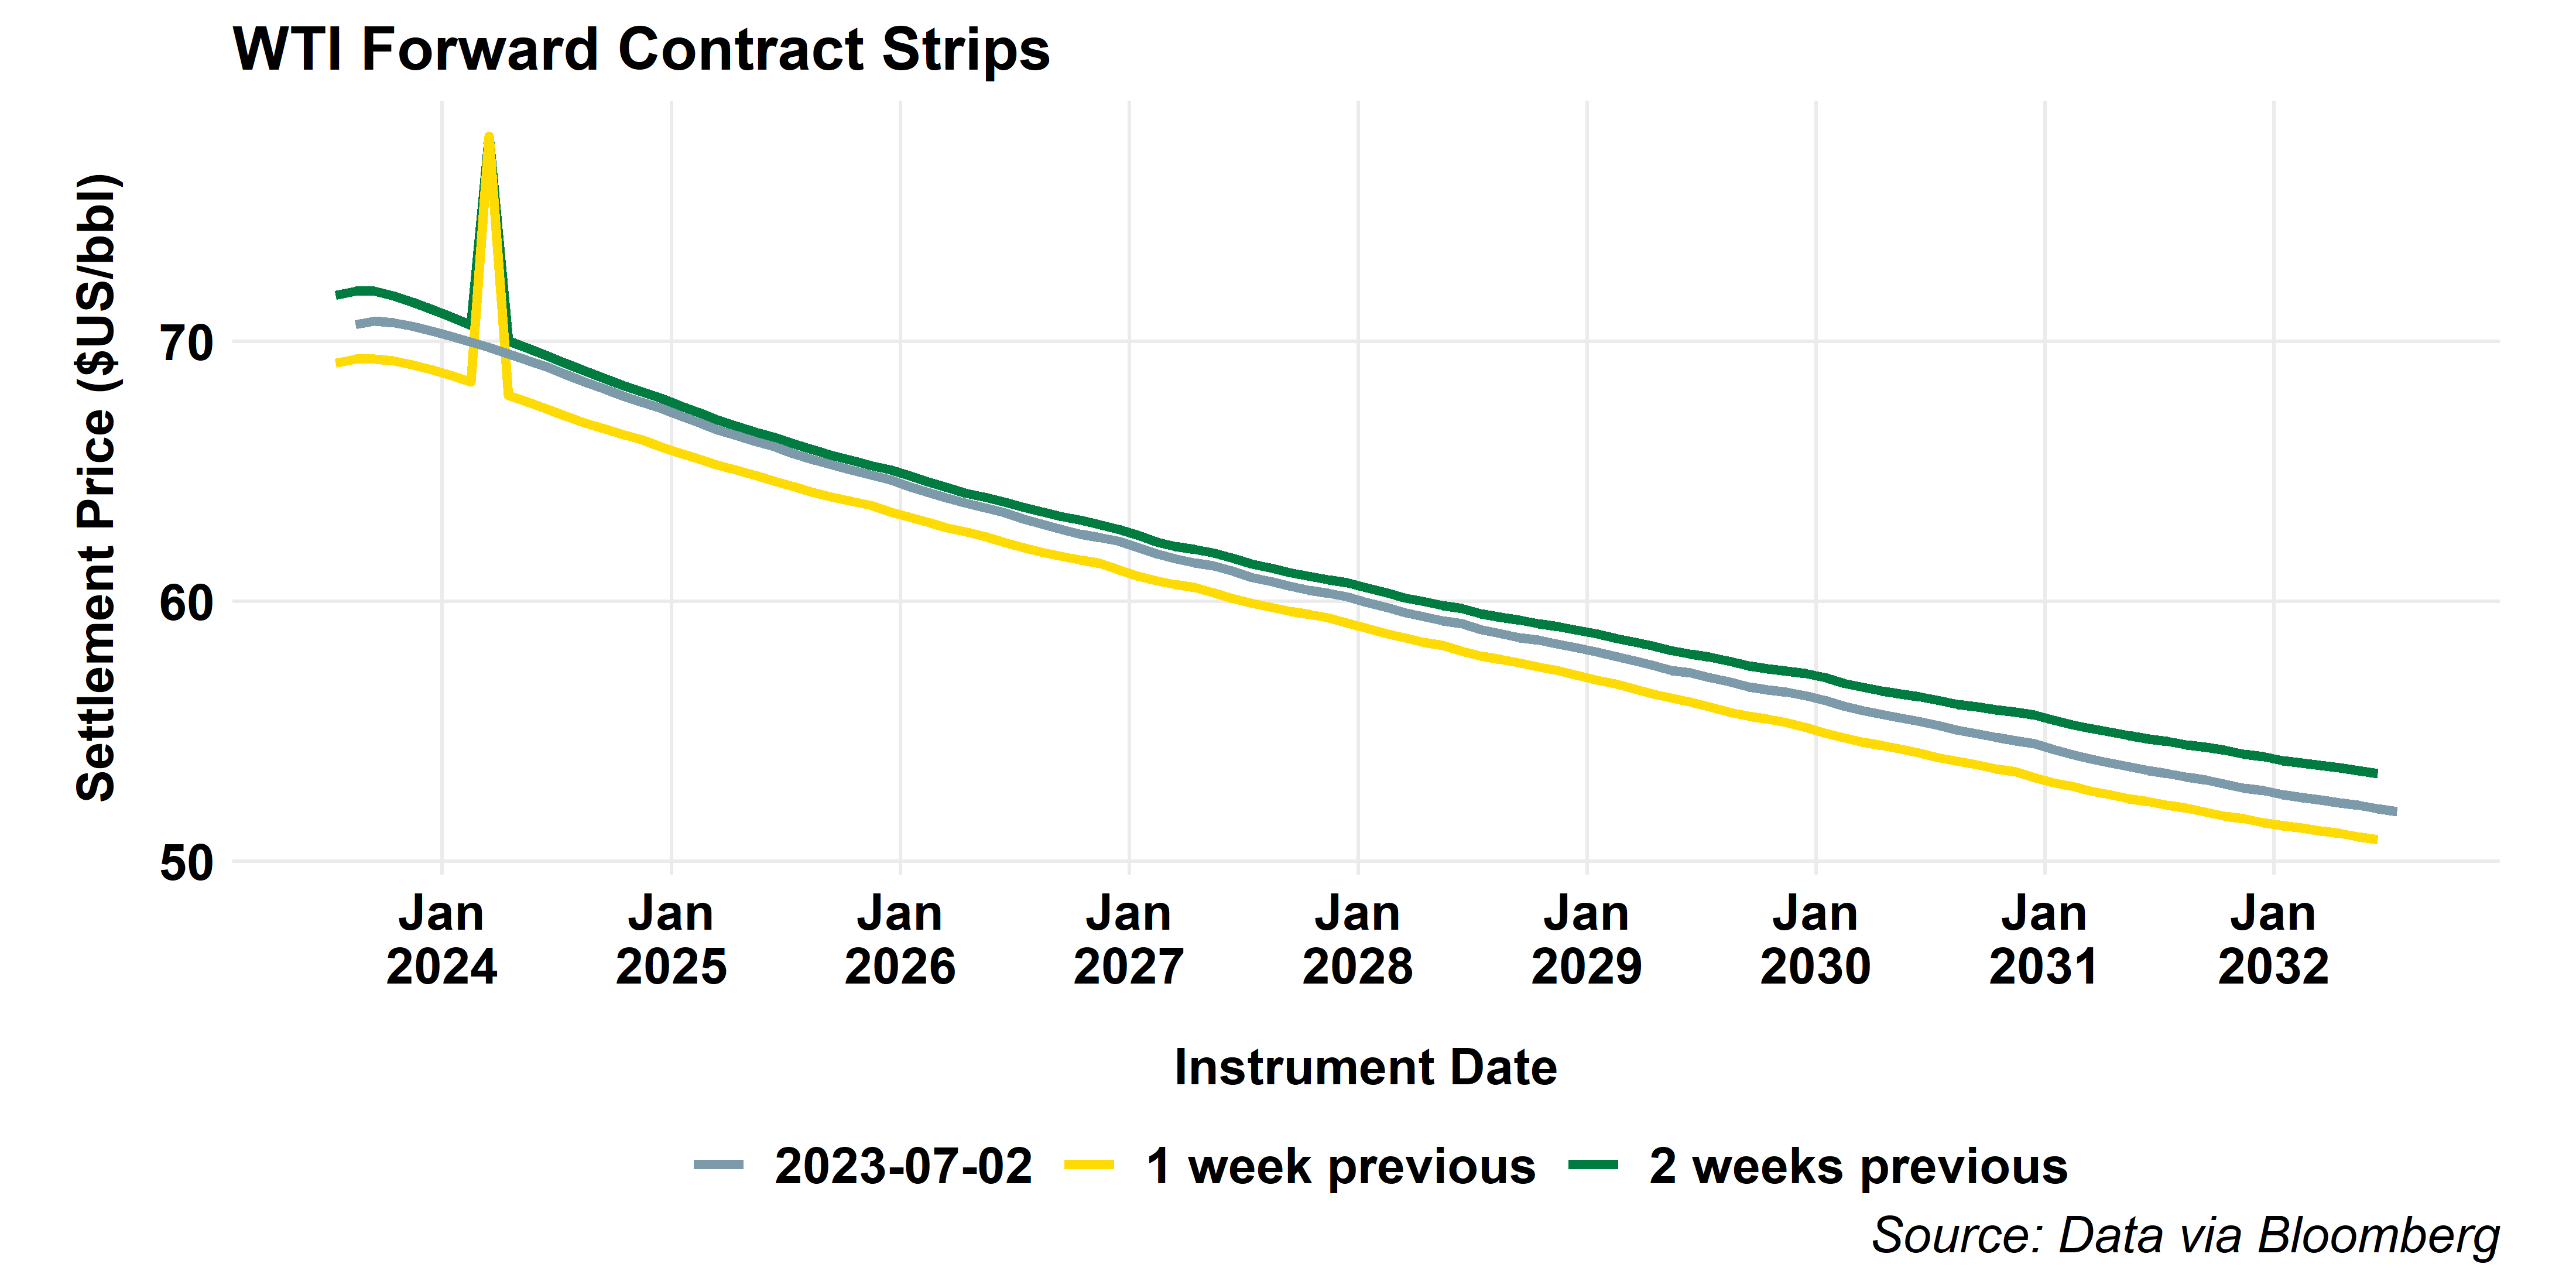 WTI Forward Contract Strips
Settlement Price ($US/bbl)
70
60
50
Jan 2024
Jan 2025
Jan 2026
Jan 2027
Jan 2028
Jan 2029
Jan 2030
Jan 2031
Jan 2032
Instrument Date
2023-07-02
1 week previous
2 weeks previous
Source: Data via Bloomberg